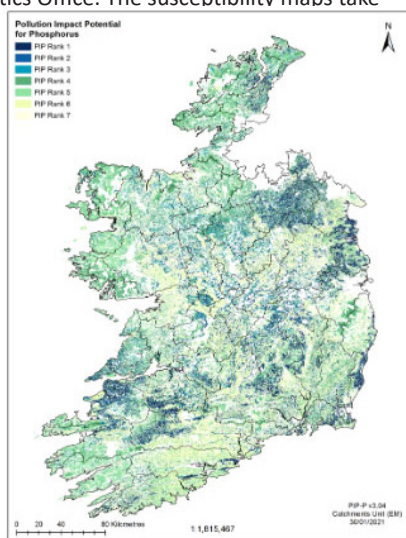 tics Office. The susceptibility maps take
Pollution Impact Potential
for Phosphorus
N
PIP Rank 1
PIP Rank 2
PIP Rank 3
PIP Rank 4
PIP Rank 5
PIP Rank 6
PIP Rank 7
PIP-P v3.04
Catchments Unit (EM)
30/01/2021
0 20 40 80 Kilometres
1:1,815,467